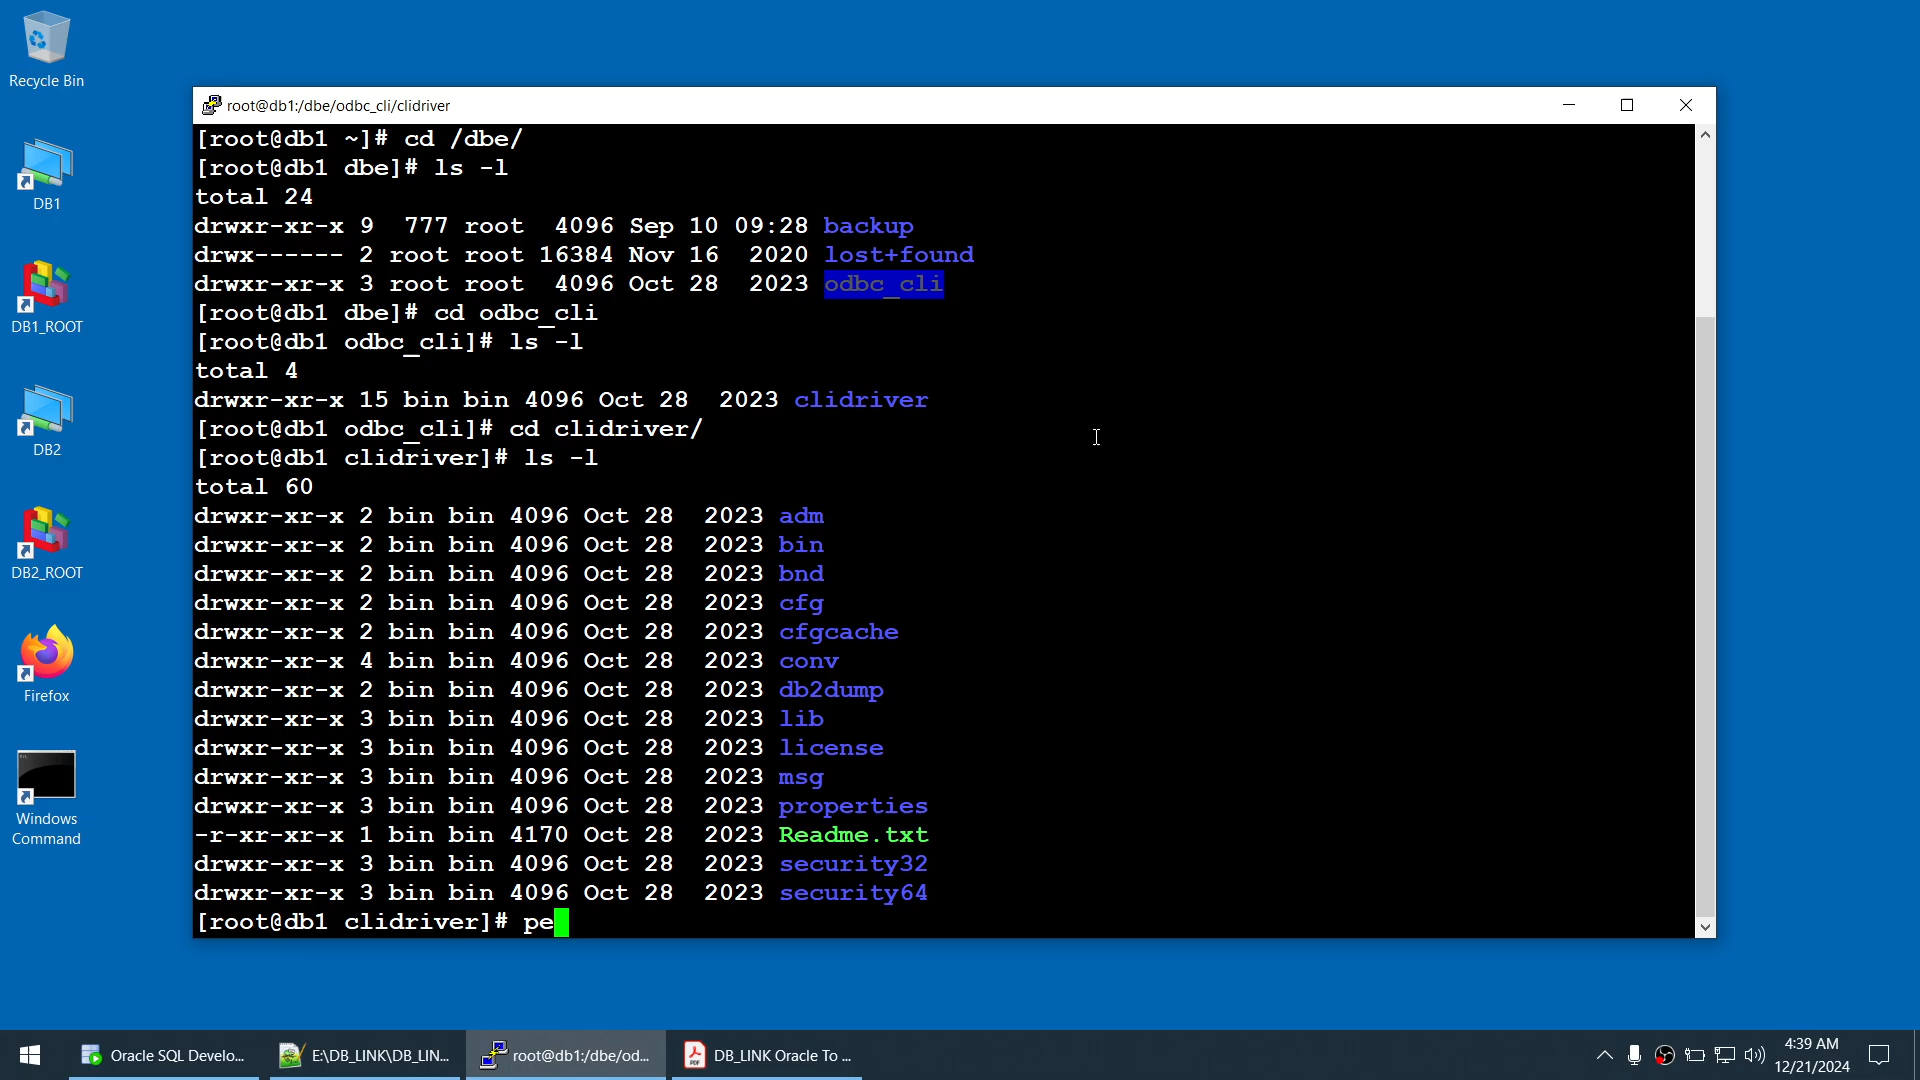 Recycle Bin
DB1
DB1_ROOT
DB2
DB2_ROOT
Firefox
Windows
Command
root@db1:/dbe/odbc_cli/clidriver
[root@db1 ~]# cd /dbe/
[root@db1 dbe]# ls -l
total 24
drwxr-xr-x 9  777 root  4096 Sep 10 09:28 backup
drwx------ 2 root root 16384 Nov 16  2020 lost+found
drwxr-xr-x 3 root root  4096 Oct 28  2023 odbc_cli
[root@db1 dbe]# cd odbc_cli
[root@db1 odbc_cli]# ls -l
total 4
drwxr-xr-x 15 bin bin 4096 Oct 28  2023 clidriver
[root@db1 odbc_cli]# cd clidriver/
[root@db1 clidriver]# ls -l
total 60
drwxr-xr-x 2 bin bin 4096 Oct 28  2023 adm
drwxr-xr-x 2 bin bin 4096 Oct 28  2023 bin
drwxr-xr-x 2 bin bin 4096 Oct 28  2023 bnd
drwxr-xr-x 2 bin bin 4096 Oct 28  2023 cfg
drwxr-xr-x 2 bin bin 4096 Oct 28  2023 cfgcache
drwxr-xr-x 4 bin bin 4096 Oct 28  2023 conv
drwxr-xr-x 2 bin bin 4096 Oct 28  2023 db2dump
drwxr-xr-x 3 bin bin 4096 Oct 28  2023 lib
drwxr-xr-x 3 bin bin 4096 Oct 28  2023 license
drwxr-xr-x 3 bin bin 4096 Oct 28  2023 msg
drwxr-xr-x 3 bin bin 4096 Oct 28  2023 properties
-r-xr-xr-x 1 bin bin 4170 Oct 28  2023 Readme.txt
drwxr-xr-x 3 bin bin 4096 Oct 28  2023 security32
drwxr-xr-x 3 bin bin 4096 Oct 28  2023 security64
[root@db1 clidriver]# pe
Oracle SQL Develo...
E:\DB_LINK\DB_LIN...
root@db1:/dbe/od...
DB_LINK Oracle To ...
4:39 AM
12/21/2024